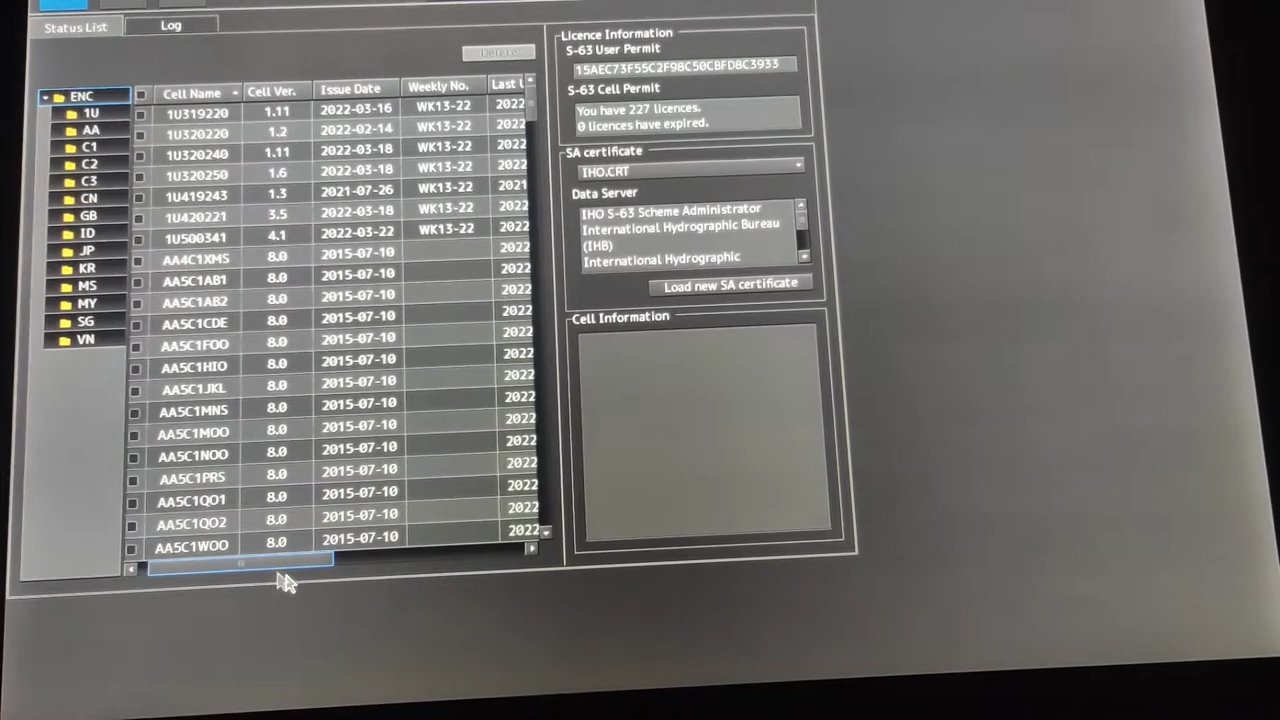 Status List
Log
Delete
ENC
1U
AA
C1
C2
C3
CN
GB
ID
JP
KR
MS
MY
SG
VN
Cell Name Cell Ver. Issue Date Weekly No. Last
1U319220 1.11 2022-03-16 WK13-22 2022
1U320220 1.2 2022-02-14 WK13-22 2022
1U320240 1.11 2022-03-18 WK13-22 2022
1U320250 1.6 2022-03-18 WK13-22 2022
1U419243 1.3 2021-07-26 WK13-22 2021
1U420221 3.5 2022-03-18 WK13-22 2022
1U500341 4.1 2022-03-22 WK13-22 2022
AA4C1XMS 8.0 2015-07-10 2022
AA5C1AB1 8.0 2015-07-10 2022
AA5C1AB2 8.0 2015-07-10 2022
AA5C1CDE 8.0 2015-07-10 2022
AA5C1FOO 8.0 2015-07-10 2022
AA5C1HIO 8.0 2015-07-10 2022
AA5C1JKL 8.0 2015-07-10 2022
AA5C1MNS 8.0 2015-07-10 2022
AA5C1MOO 8.0 2015-07-10 2022
AA5C1NOO 8.0 2015-07-10 2022
AA5C1PRS 8.0 2015-07-10 2022
AA5C1QO1 8.0 2015-07-10 2022
AA5C1QO2 8.0 2015-07-10 2022
AA5C1WOO 8.0 2015-07-10 2022
Licence Information
S-63 User Permit
15AEC73F55C2F98C50CBFD8C3933
S-63 Cell Permit
You have 227 licences.
0 licences have expired.
SA certificate
IHO.CRT
Data Server
IHO S-63 Scheme Administrator
International Hydrographic Bureau
(IHB)
International Hydrographic
Load new SA certificate
Cell Information